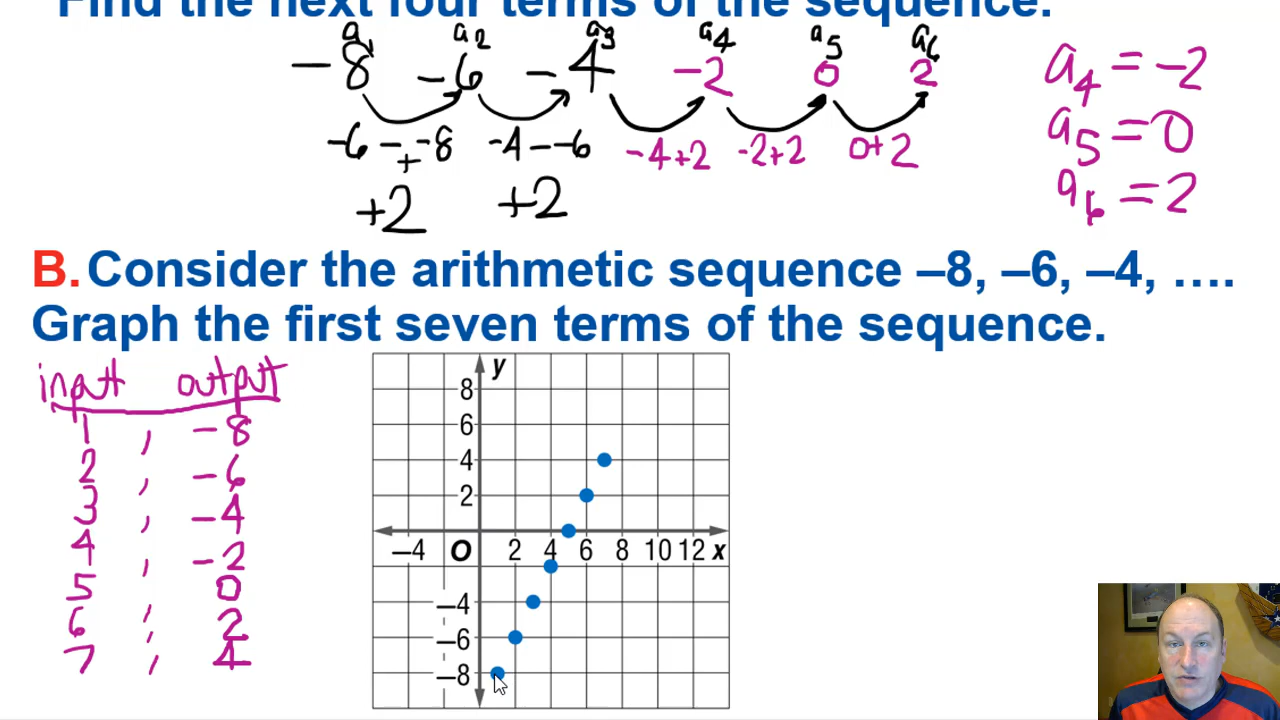 Find the next four terms of the sequence.
a1 a2 a3 a4 a5 a6
-8 -6 -4 -2 0 2
-6 - -8 -4 - -6 -4+2 -2+2 0+2
+
+2 +2
a4 = -2
a5 = 0
a6 = 2
B. Consider the arithmetic sequence –8, –6, –4, ….
Graph the first seven terms of the sequence.
input output
1 , -8
2 , -6
3 , -4
4 , -2
5 , 0
6 , 2
7 , 4
y
8
6
4
2
–4 O 2 4 6 8 10 12 x
–4
–6
–8